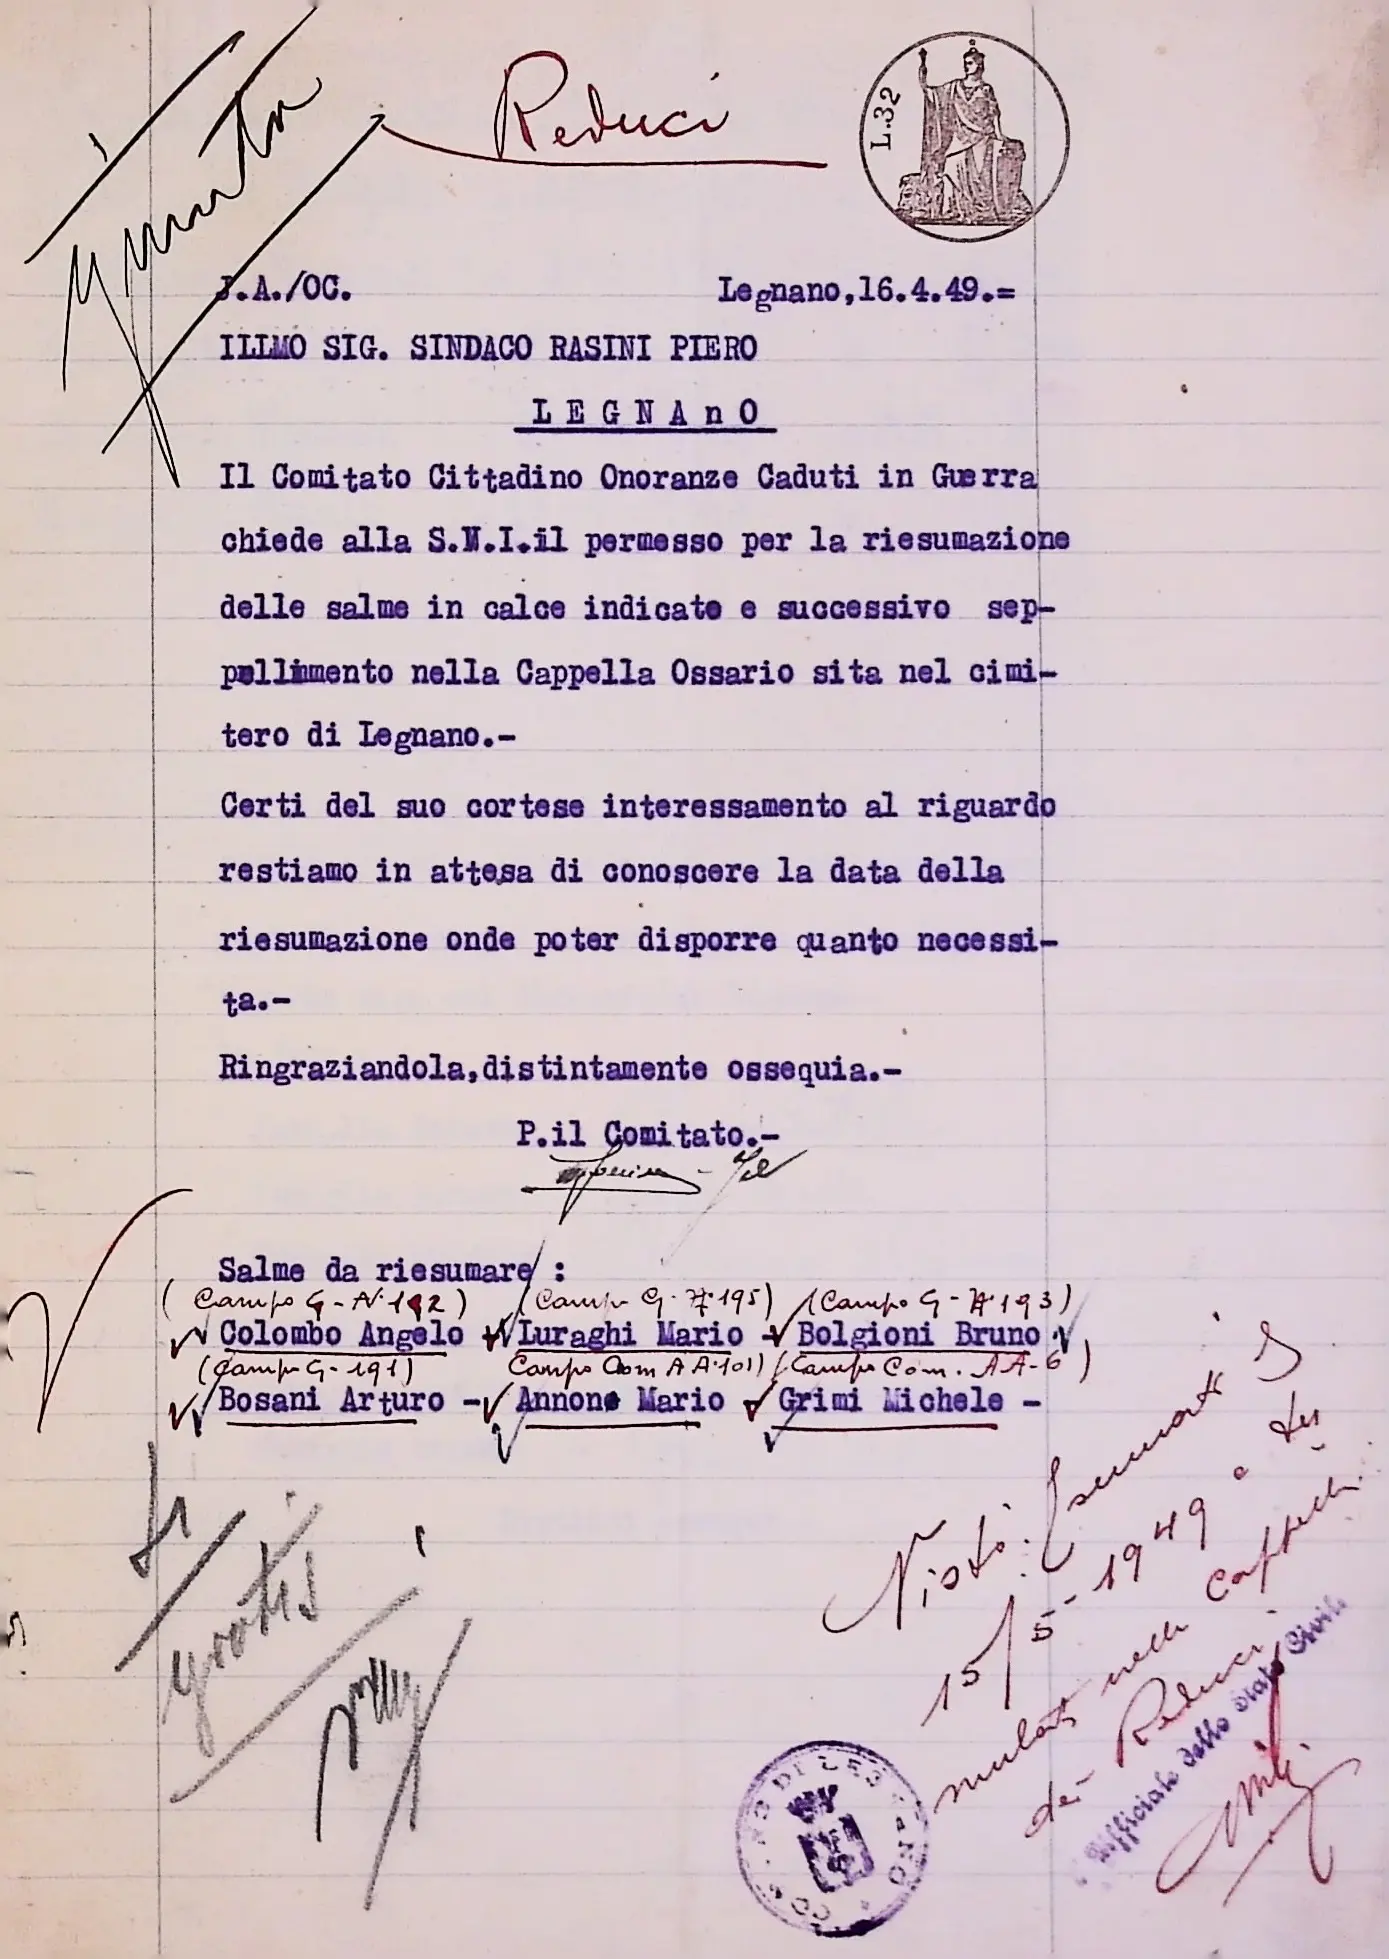 Reduci
L.32
J.A./OC. Legnano,16.4.49.=
ILLMO SIG. SINDACO RASINI PIERO
LEGNAnO
Il Comitato Cittadino Onoranze Caduti in Guerra
chiede alla S.V.I.il permesso per la riesumazione
delle salme in calce indicate e successivo sep-
pellimmento nella Cappella Ossario sita nel cimi-
tero di Legnano.-
Certi del suo cortese interessamento al riguardo
restiamo in attesa di conoscere la data della
riesumazione onde poter disporre quanto necessi-
ta.-
Ringraziandola,distintamente ossequia.-
P.il Comitato.-
Salme da riesumare :
(Campo G - N. 192) (Campo G. N. 195) (Campo G - N. 193)
Colombo Angelo - Luraghi Mario - Bolgioni Bruno
(Campo G - 191) Campo Com A A. 101) (Campo Com. A A - 6)
Bosani Arturo - Annone Mario - Grimi Michele -
Si
gratis
Visto: Esumati il
15/5-1949 e tu
mulati nella Cappella
dei Reduci
Ufficiale dello Stato Civile
COMUNE DI LEGNANO